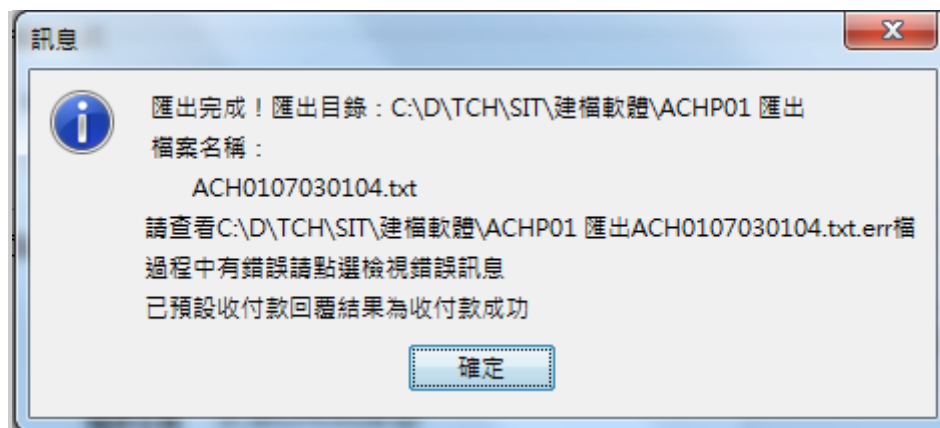 訊息
匯出完成！匯出目錄：C:\D\TCH\SIT\建檔軟體\ACHP01 匯出
檔案名稱：
ACH0107030104.txt
請查看C:\D\TCH\SIT\建檔軟體\ACHP01 匯出ACH0107030104.txt.err檔
過程中有錯誤請點選檢視錯誤訊息
已預設收付款回覆結果為收付款成功
確定